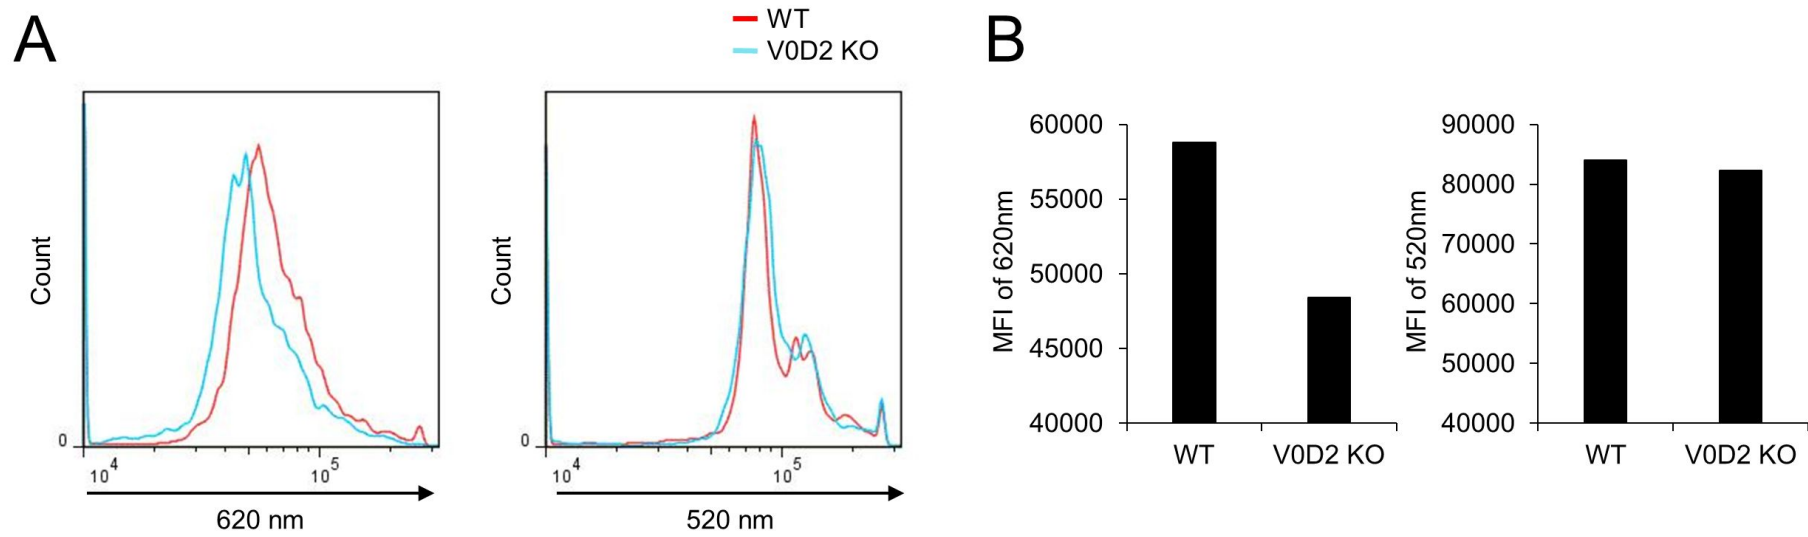 A
WT
V0D2 KO
B
Count
0
10^4
10^5
620 nm
Count
0
10^4
10^5
520 nm
MFI of 620nm
60000
55000
50000
45000
40000
WT
V0D2 KO
MFI of 520nm
90000
80000
70000
60000
50000
40000
WT
V0D2 KO